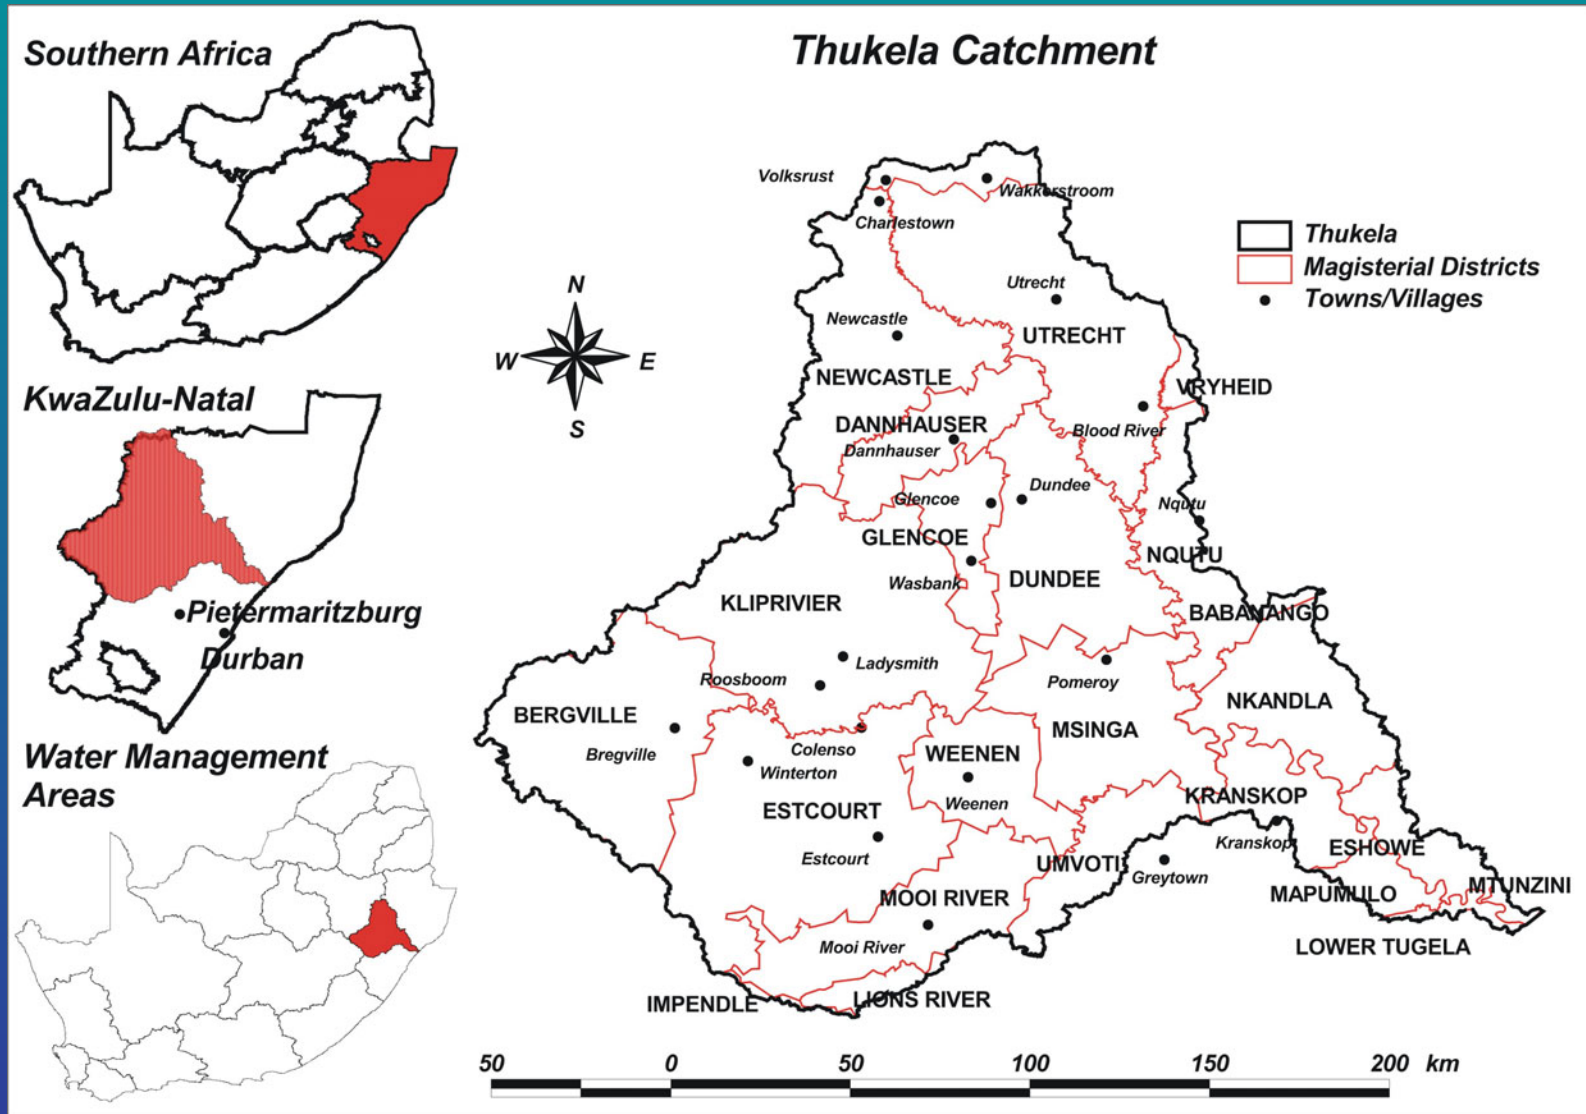 Southern Africa
Thukela Catchment
KwaZulu-Natal
Pietermaritzburg
Durban
Water Management
Areas
N
W
E
S
Thukela
Magisterial Districts
Towns/Villages
Volksrust
Wakkerstroom
Charlestown
Utrecht
Newcastle
UTRECHT
NEWCASTLE
VRYHEID
DANNHAUSER
Blood River
Dannhauser
Dundee
Glencoe
Nqutu
GLENCOE
NQUTU
Wasbank
DUNDEE
KLIPRIVIER
BABANANGO
Ladysmith
Roosboom
Pomeroy
NKANDLA
BERGVILLE
MSINGA
Bregville
Colenso
WEENEN
Winterton
Weenen
KRANSKOP
ESTCOURT
Kranskop
ESHOWE
Estcourt
UMVOTI
Greytown
MTUNZINI
MAPUMULO
MOOI RIVER
Mooi River
LOWER TUGELA
IMPENDLE
LIONS RIVER
50 0 50 100 150 200 km